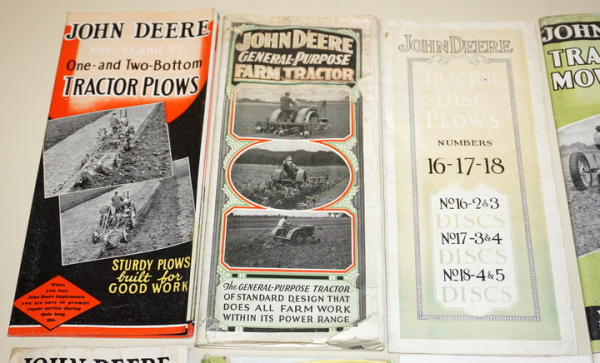 JOHN DEERE
Nos. 51 and 52
One- and Two-Bottom
TRACTOR PLOWS
STURDY PLOWS
built for
GOOD WORK
When
you buy
John Deere Implements
you are sure of prompt
repair service during
their long
life.
JOHN DEERE
GENERAL-PURPOSE
FARM TRACTOR
The GENERAL-PURPOSE TRACTOR
OF STANDARD DESIGN THAT
DOES ALL FARM WORK
WITHIN ITS POWER RANGE
JOHN DEERE
TRACTOR
DISC
PLOWS
NUMBERS
16-17-18
No16-2&3
DISCS
No17-3&4
DISCS
No18-4&5
DISCS
JOHN
TRA
MOW
JOHN DEERE